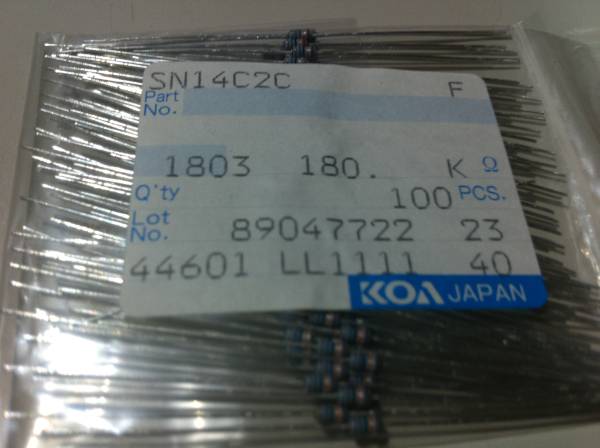 SN14C2C F
Part
No.
1803 180. K Ω
Q'ty 100 PCS.
Lot
No. 89047722 23
44601 LL1111 40
KOA JAPAN